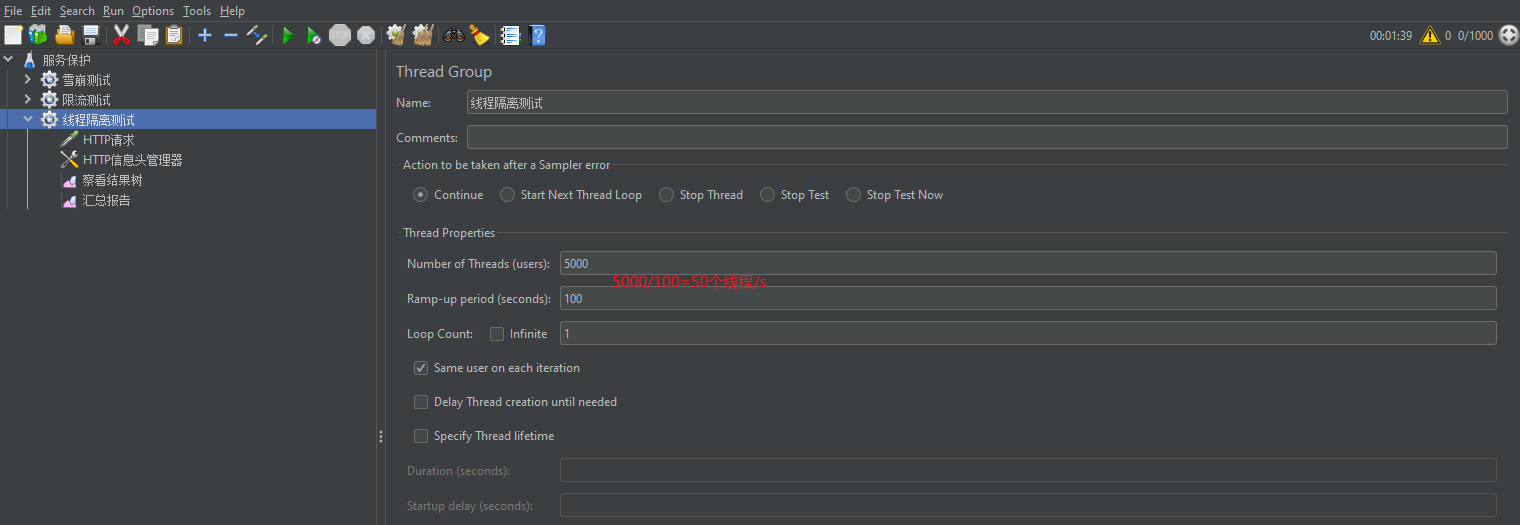 File Edit Search Run Options Tools Help
STOP 00:01:39 0 0/1000
服务保护
雪崩测试
限流测试
线程隔离测试
HTTP请求
HTTP信息头管理器
察看结果树
汇总报告
Thread Group
Name: 线程隔离测试
Comments:
Action to be taken after a Sampler error
Continue Start Next Thread Loop Stop Thread Stop Test Stop Test Now
Thread Properties
Number of Threads (users): 5000
5000/100=50个线程/s
Ramp-up period (seconds): 100
Loop Count: Infinite 1
Same user on each iteration
Delay Thread creation until needed
Specify Thread lifetime
Duration (seconds):
Startup delay (seconds):